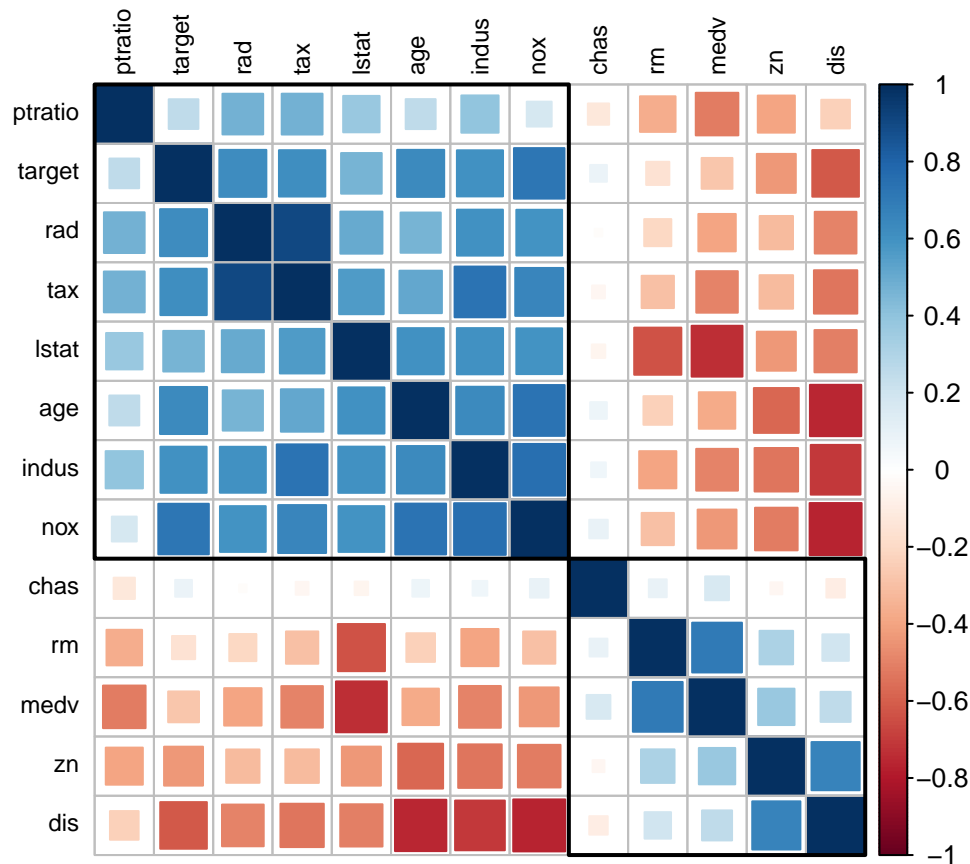 ptratio target rad tax lstat age indus nox chas rm medv zn dis
ptratio
target
rad
tax
lstat
age
indus
nox
chas
rm
medv
zn
dis
1
0.8
0.6
0.4
0.2
0
−0.2
−0.4
−0.6
−0.8
−1